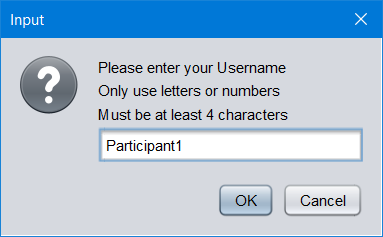 Input
Please enter your Username
Only use letters or numbers
Must be at least 4 characters
Participant1
OK Cancel